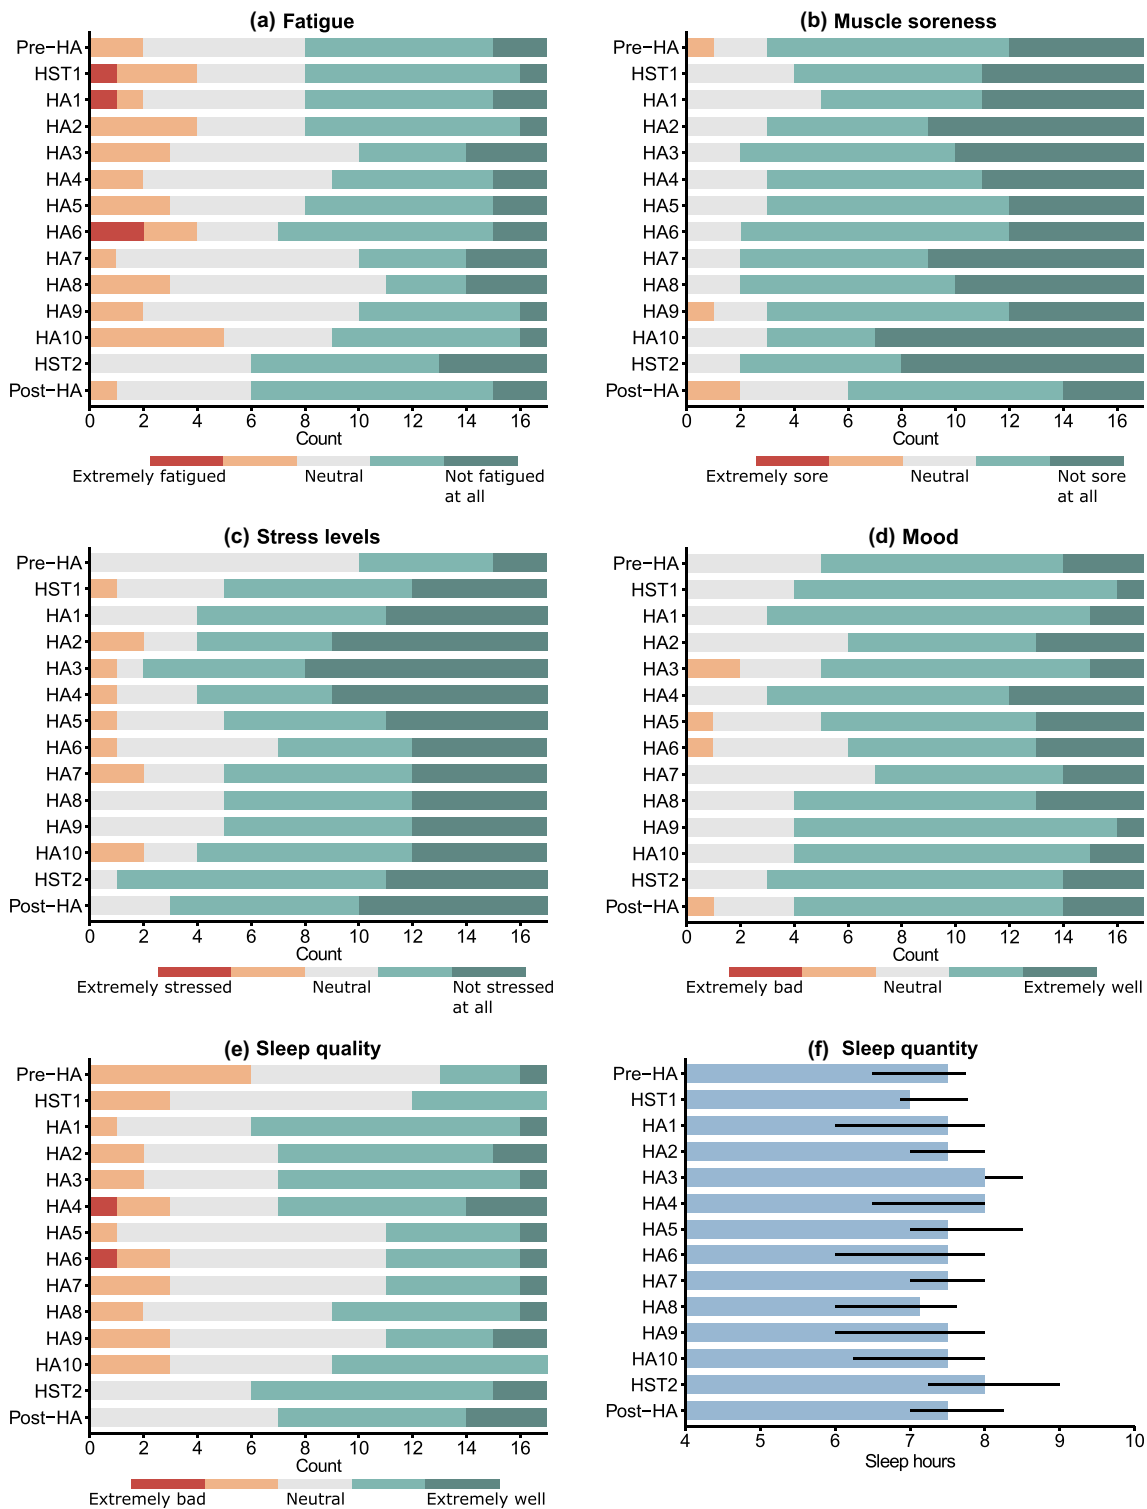 (a) Fatigue
Pre-HA
HST1
HA1
HA2
HA3
HA4
HA5
HA6
HA7
HA8
HA9
HA10
HST2
Post-HA
0 2 4 6 8 10 12 14 16
Count
Extremely fatigued Neutral Not fatigued
at all
(b) Muscle soreness
Pre-HA
HST1
HA1
HA2
HA3
HA4
HA5
HA6
HA7
HA8
HA9
HA10
HST2
Post-HA
0 2 4 6 8 10 12 14 16
Count
Extremely sore Neutral Not sore
at all
(c) Stress levels
Pre-HA
HST1
HA1
HA2
HA3
HA4
HA5
HA6
HA7
HA8
HA9
HA10
HST2
Post-HA
0 2 4 6 8 10 12 14 16
Count
Extremely stressed Neutral Not stressed
at all
(d) Mood
Pre-HA
HST1
HA1
HA2
HA3
HA4
HA5
HA6
HA7
HA8
HA9
HA10
HST2
Post-HA
0 2 4 6 8 10 12 14 16
Count
Extremely bad Neutral Extremely well
(e) Sleep quality
Pre-HA
HST1
HA1
HA2
HA3
HA4
HA5
HA6
HA7
HA8
HA9
HA10
HST2
Post-HA
0 2 4 6 8 10 12 14 16
Count
Extremely bad Neutral Extremely well
(f) Sleep quantity
Pre-HA
HST1
HA1
HA2
HA3
HA4
HA5
HA6
HA7
HA8
HA9
HA10
HST2
Post-HA
4 5 6 7 8 9 10
Sleep hours